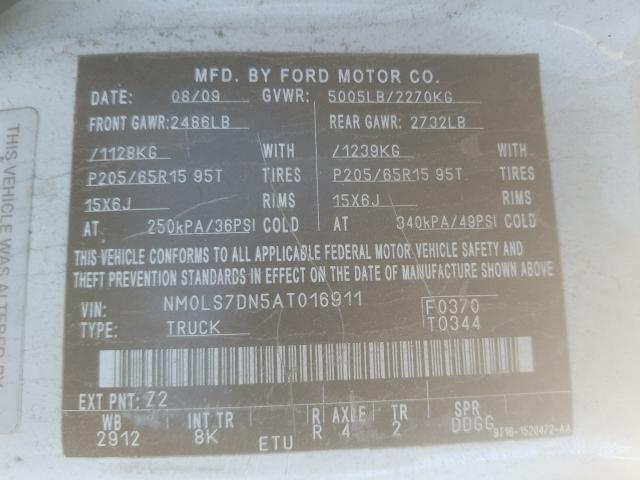 MFD. BY FORD MOTOR CO.
DATE: 08/09 GVWR: 5005LB/2270KG
FRONT GAWR: 2486LB REAR GAWR: 2732LB
/1128KG WITH /1239KG WITH
P205/65R15 95T TIRES P205/65R15 95T TIRES
15X6J RIMS 15X6J RIMS
AT 250kPA/36PSI COLD AT 340kPA/49PSI COLD
THIS VEHICLE CONFORMS TO ALL APPLICABLE FEDERAL MOTOR VEHICLE SAFETY AND
THEFT PREVENTION STANDARDS IN EFFECT ON THE DATE OF MANUFACTURE SHOWN ABOVE
VIN: NM0LS7DN5AT016911 F0370
TYPE: TRUCK T0344
EXT PNT: Z2
WB INT TR R AXLE TR SPR
2912 8K ETU R 4 2 DDGG
9T16-1520472-AA
THIS VEHICLE WAS ALTERED BY